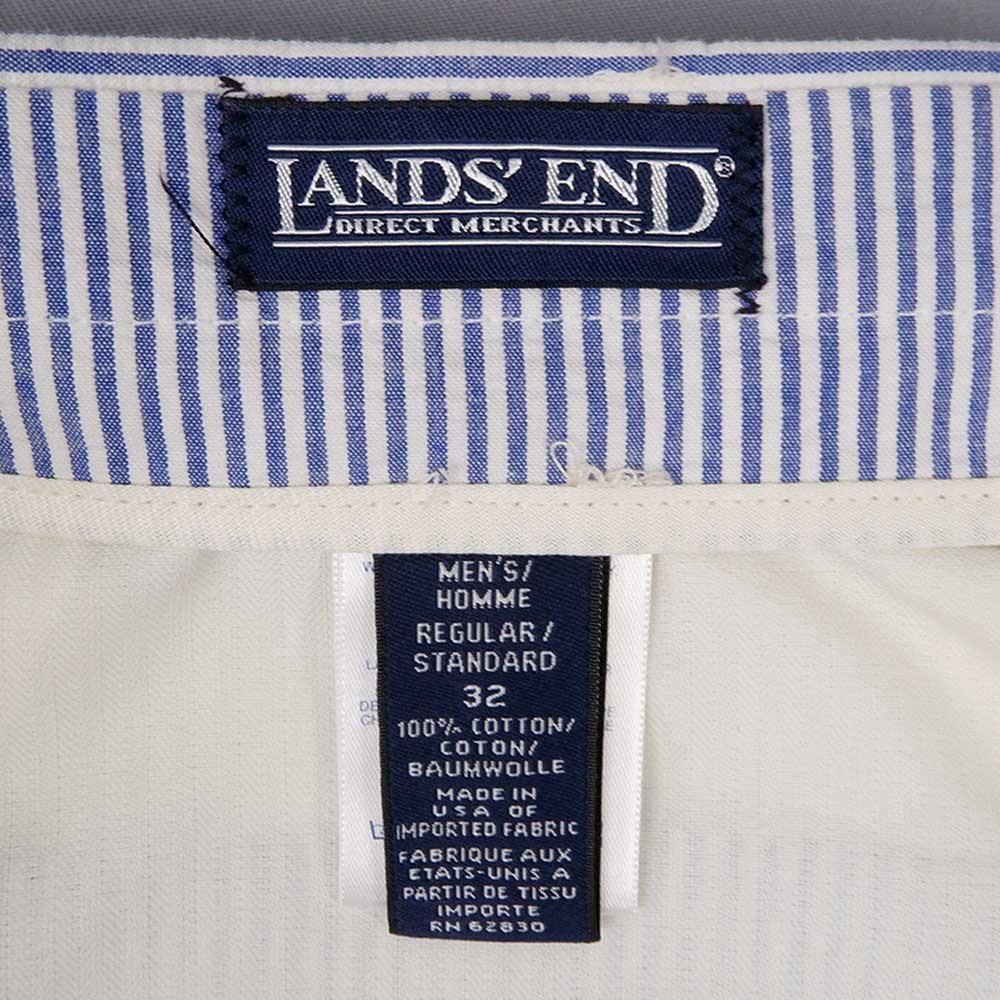 LANDS' END®
DIRECT MERCHANTS
MEN'S/
HOMME
REGULAR/
STANDARD
32
100% COTTON/
COTON/
BAUMWOLLE
MADE IN
USA OF
IMPORTED FABRIC
FABRIQUE AUX
ETATS-UNIS A
PARTIR DE TISSU
IMPORTE
RN 62830